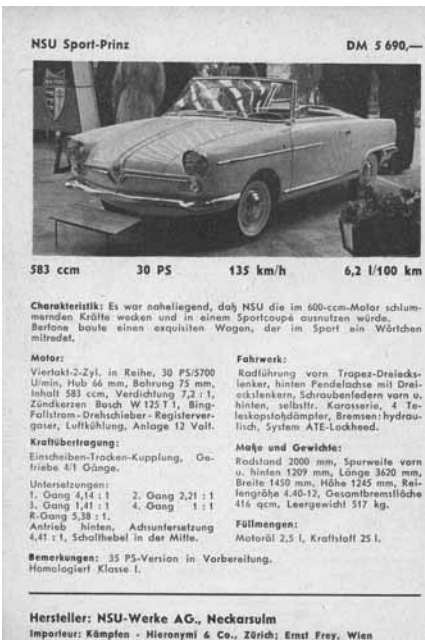 NSU Sport-Prinz DM 5 690,—
583 ccm 30 PS 135 km/h 6,2 l/100 km
Charakteristik: Es war naheliegend, daß NSU die im 600-ccm-Motor schlum-
mernden Kräfte wecken und in einem Sportcoupé ausnutzen würde.
Bertone baute einen exquisiten Wagen, der im Sport ein Wörtchen
mitredet.
Motor:
Viertakt-2-Zyl. in Reihe, 30 PS/5700
U/min, Hub 66 mm, Bohrung 75 mm,
Inhalt 583 ccm, Verdichtung 7,2 : 1,
Zündkerzen Bosch W 125 T 1, Bing-
Fallstrom-Drehschieber-Registerver-
gaser, Luftkühlung, Anlage 12 Volt.
Kraftübertragung:
Einscheiben-Trocken-Kupplung, Ge-
triebe 4/1 Gänge.
Untersetzungen:
1. Gang 4,14 : 1 2. Gang 2,21 : 1
3. Gang 1,41 : 1 4. Gang 1 : 1
R-Gang 5,38 : 1.
Antrieb hinten, Achsuntersetzung
4,41 : 1, Schalthebel in der Mitte.
Fahrwerk:
Radführung vorn Trapez-Dreiecks-
lenker, hinten Pendelachse mit Drei-
eckslenkern, Schraubenfedern vorn u.
hinten, selbsttr. Karosserie, 4 Te-
leskopstoßdämpfer, Bremsen: hydrau-
lisch, System ATE-Lockheed.
Maße und Gewichte:
Radstand 2000 mm, Spurweite vorn
u. hinten 1209 mm, Länge 3620 mm,
Breite 1450 mm, Höhe 1245 mm, Rei-
fengröße 4.40-12, Gesamtbremsfläche
416 qcm, Leergewicht 517 kg.
Füllmengen:
Motoröl 2,5 l, Kraftstoff 25 l.
Bemerkungen: 35 PS-Version in Vorbereitung.
Homologiert Klasse I.
Hersteller: NSU-Werke AG., Neckarsulm
Importeur: Kämpfen - Hieronymi & Co., Zürich; Ernst Frey, Wien